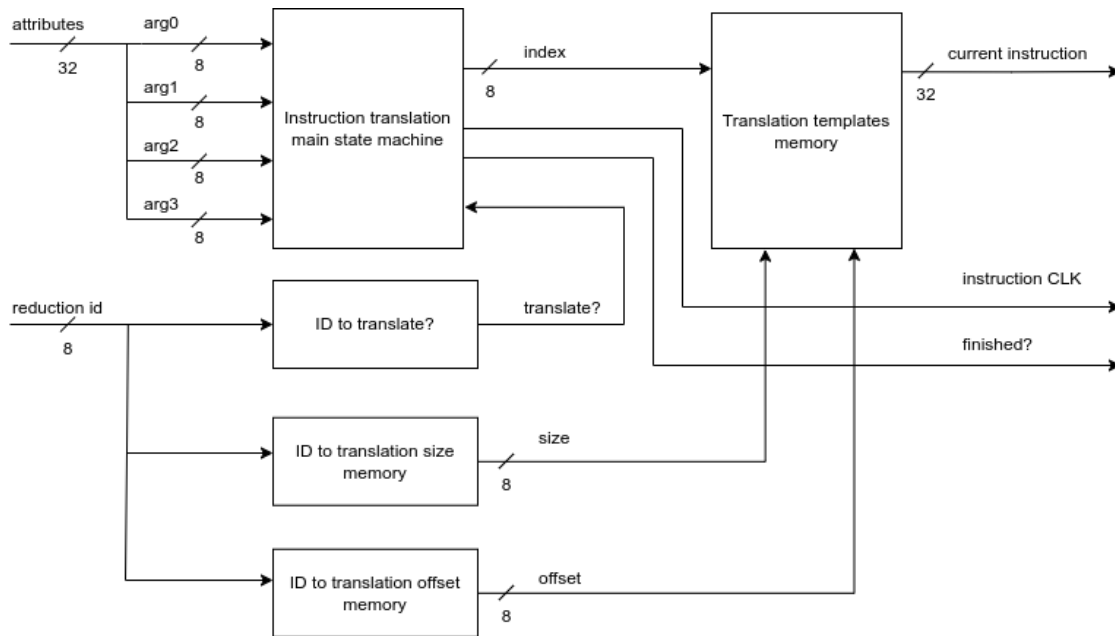 attributes
32
arg0
8
arg1
8
arg2
8
arg3
8
Instruction translation
main state machine
index
8
Translation templates
memory
current instruction
32
instruction CLK
finished?
reduction id
8
ID to translate?
translate?
ID to translation size
memory
size
8
ID to translation offset
memory
offset
8